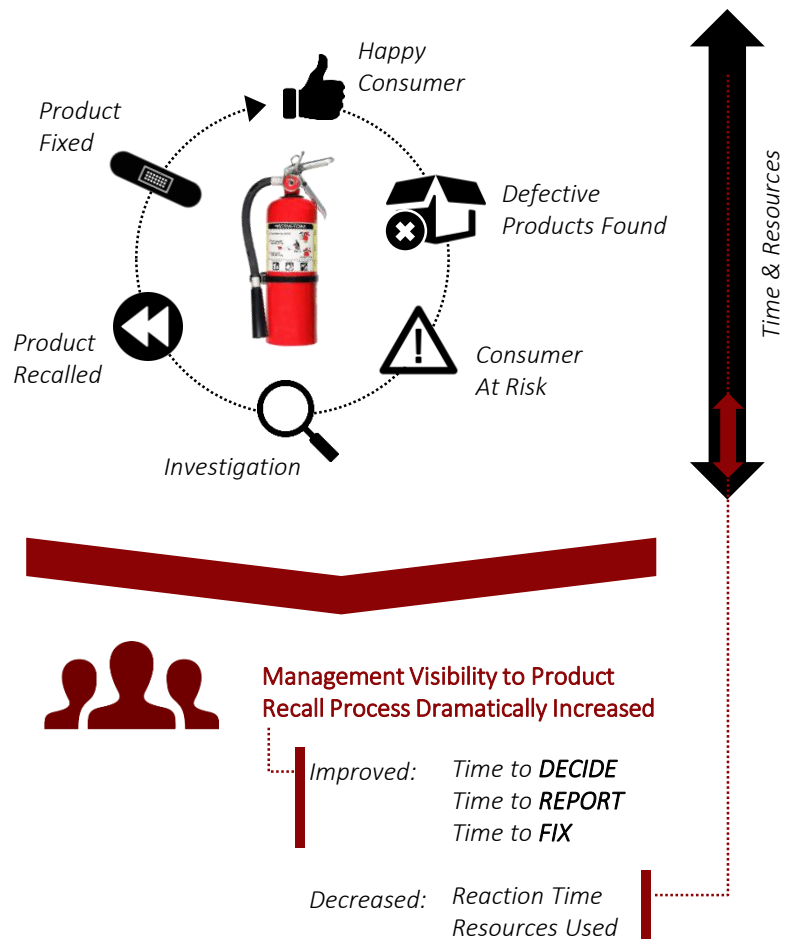 Happy
Consumer
Product
Fixed
Defective
Products Found
Time & Resources
Product
Recalled
Consumer
At Risk
Investigation
Management Visibility to Product
Recall Process Dramatically Increased
Improved: Time to DECIDE
Time to REPORT
Time to FIX
Decreased: Reaction Time
Resources Used